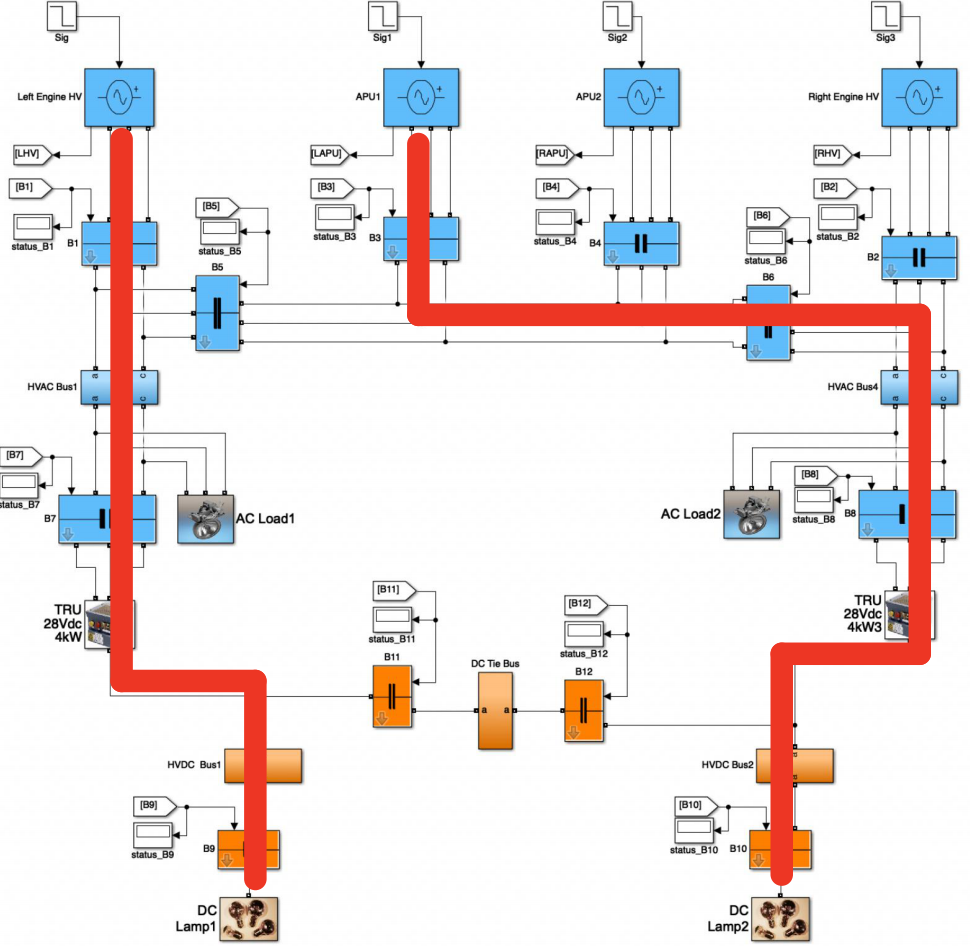 Sig
Sig1
Sig2
Sig3
Left Engine HV
APU1
APU2
Right Engine HV
[LHV]
[LAPU]
[RAPU]
[RHV]
[B1]
[B5]
[B3]
[B4]
[B6]
[B2]
status_B1
B1
status_B5
B5
status_B3
B3
status_B4
B4
status_B6
B6
status_B2
B2
HVAC Bus1
a
c
a
c
HVAC Bus4
a
c
a
c
[B7]
status_B7
B7
AC Load1
AC Load2
[B8]
status_B8
B8
TRU
28Vdc
4kW
[B11]
status_B11
B11
DC Tie Bus
a
a
[B12]
status_B12
B12
TRU
28Vdc
4kW3
HVDC Bus1
HVDC Bus2
[B9]
status_B9
B9
[B10]
status_B10
B10
DC
Lamp1
DC
Lamp2